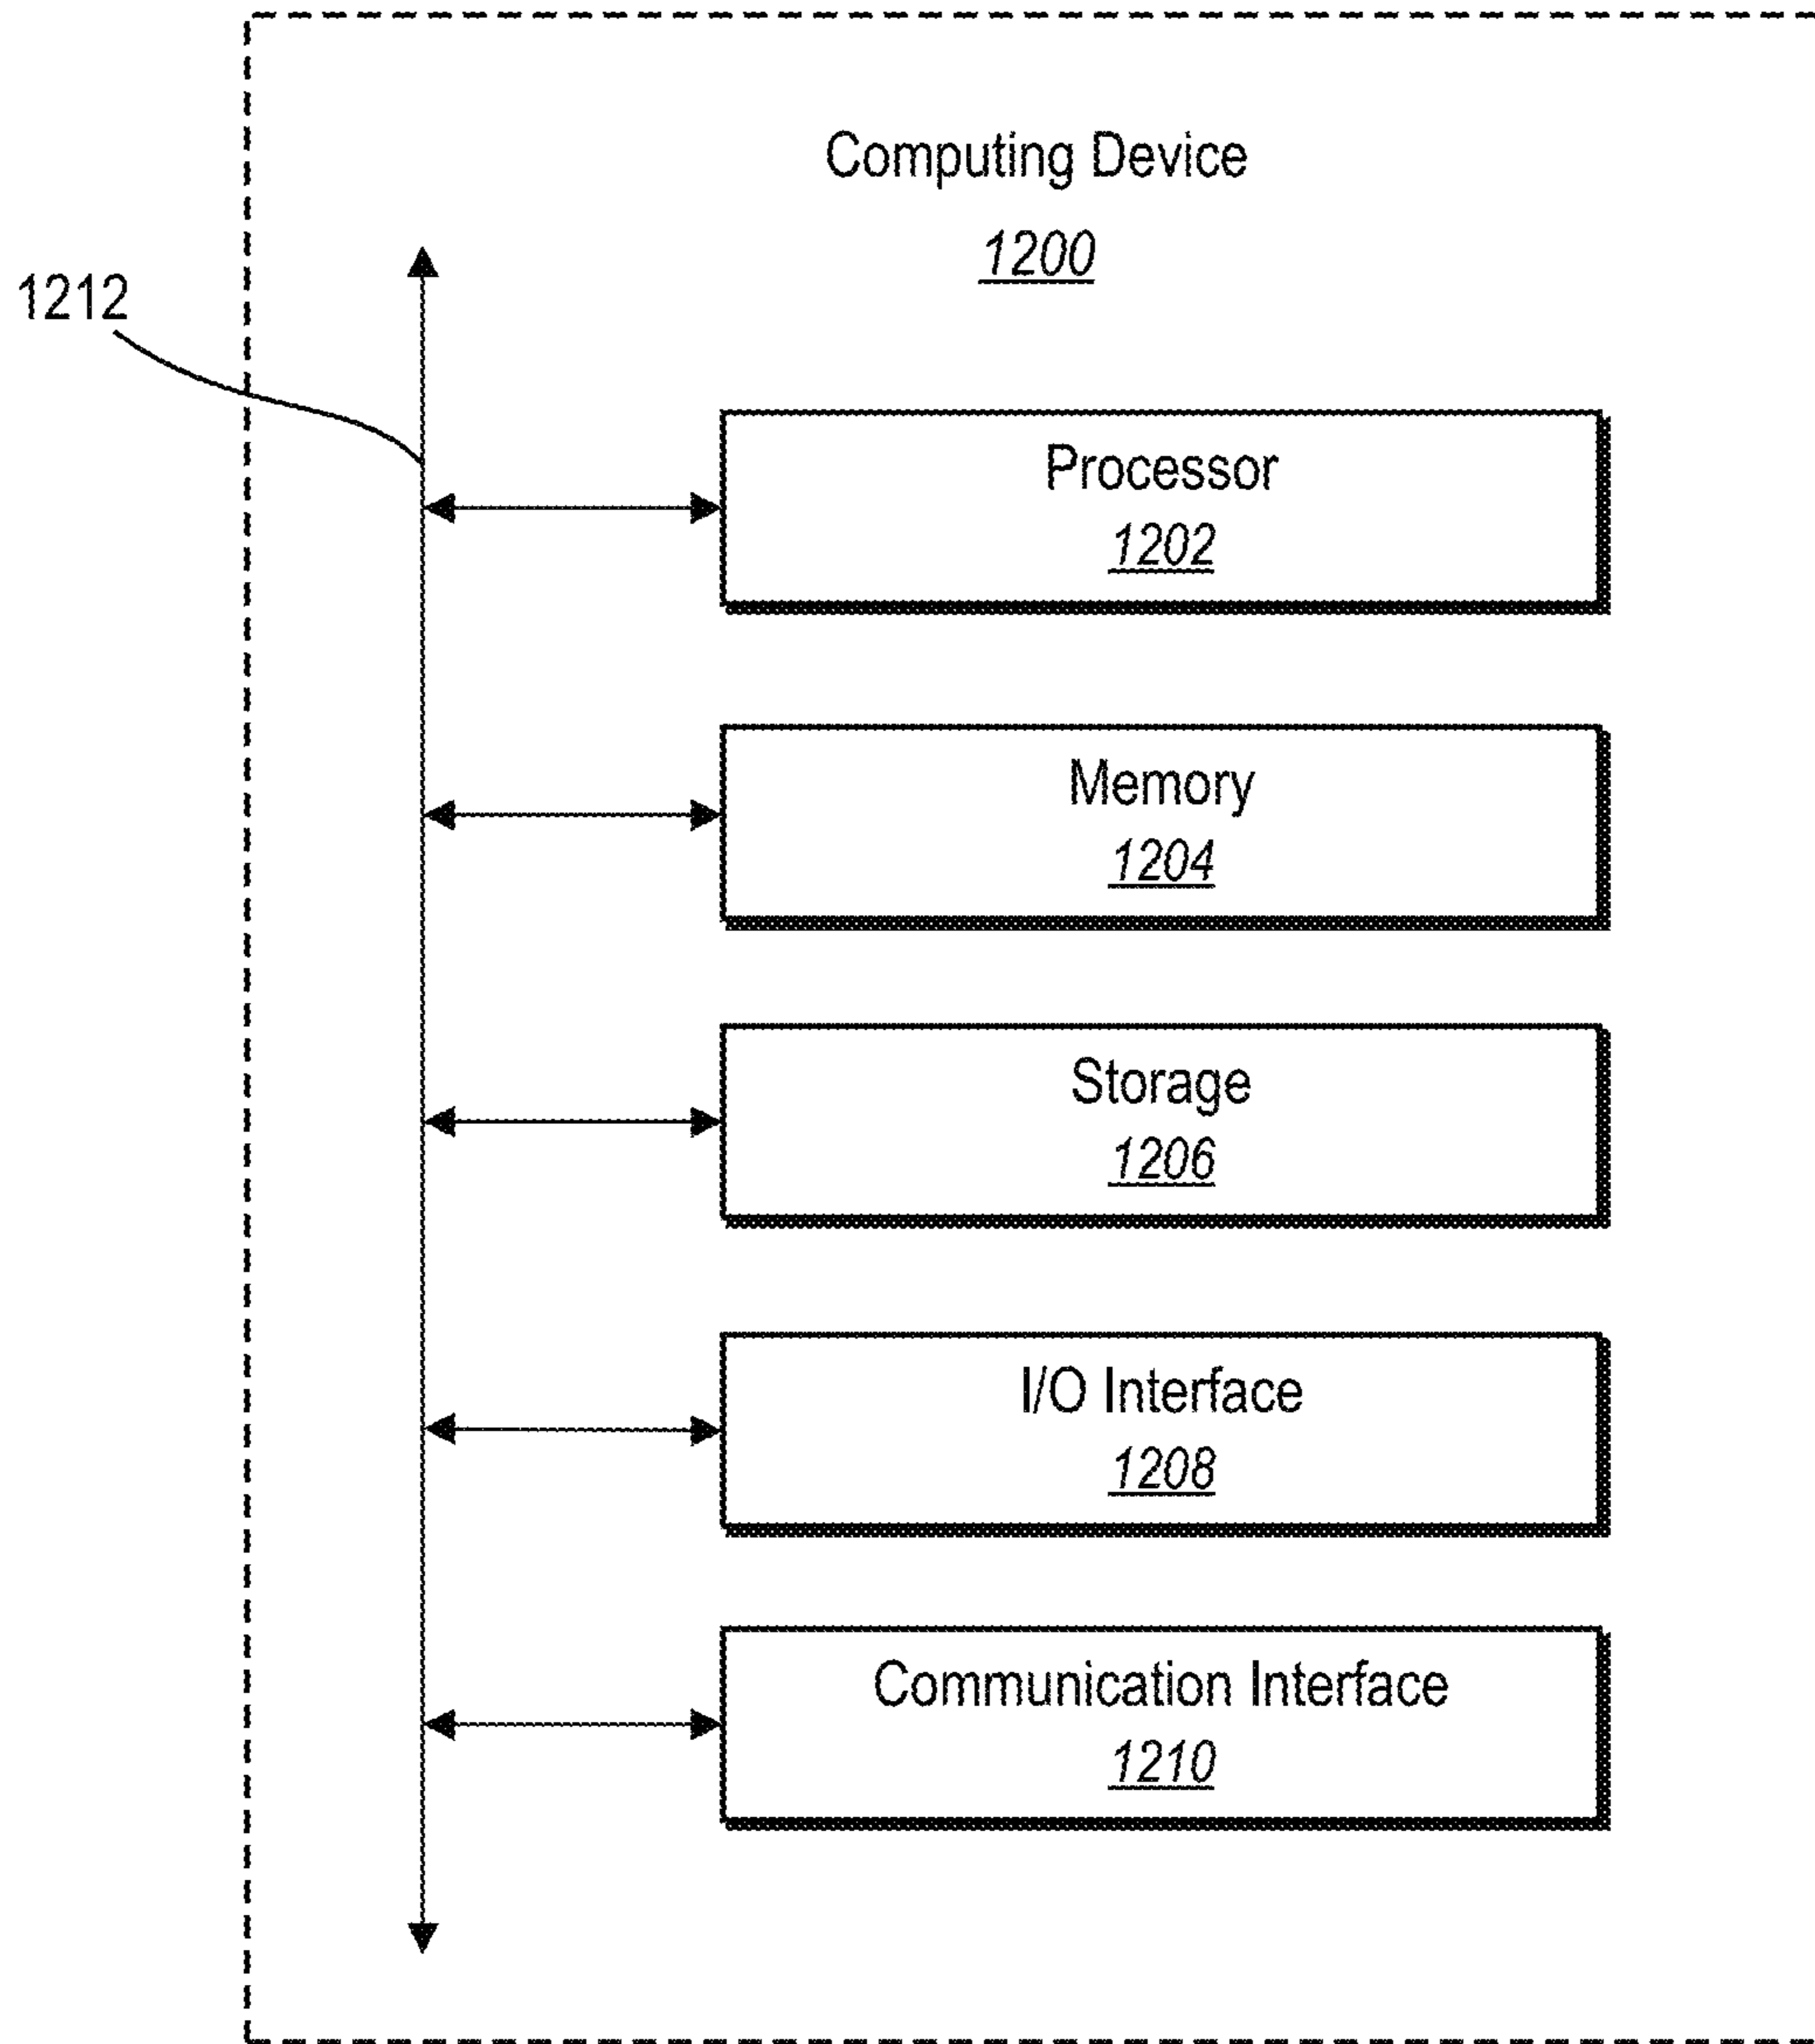 Computing Device
1200
1212
Processor
1202
Memory
1204
Storage
1206
I/O Interface
1208
Communication Interface
1210